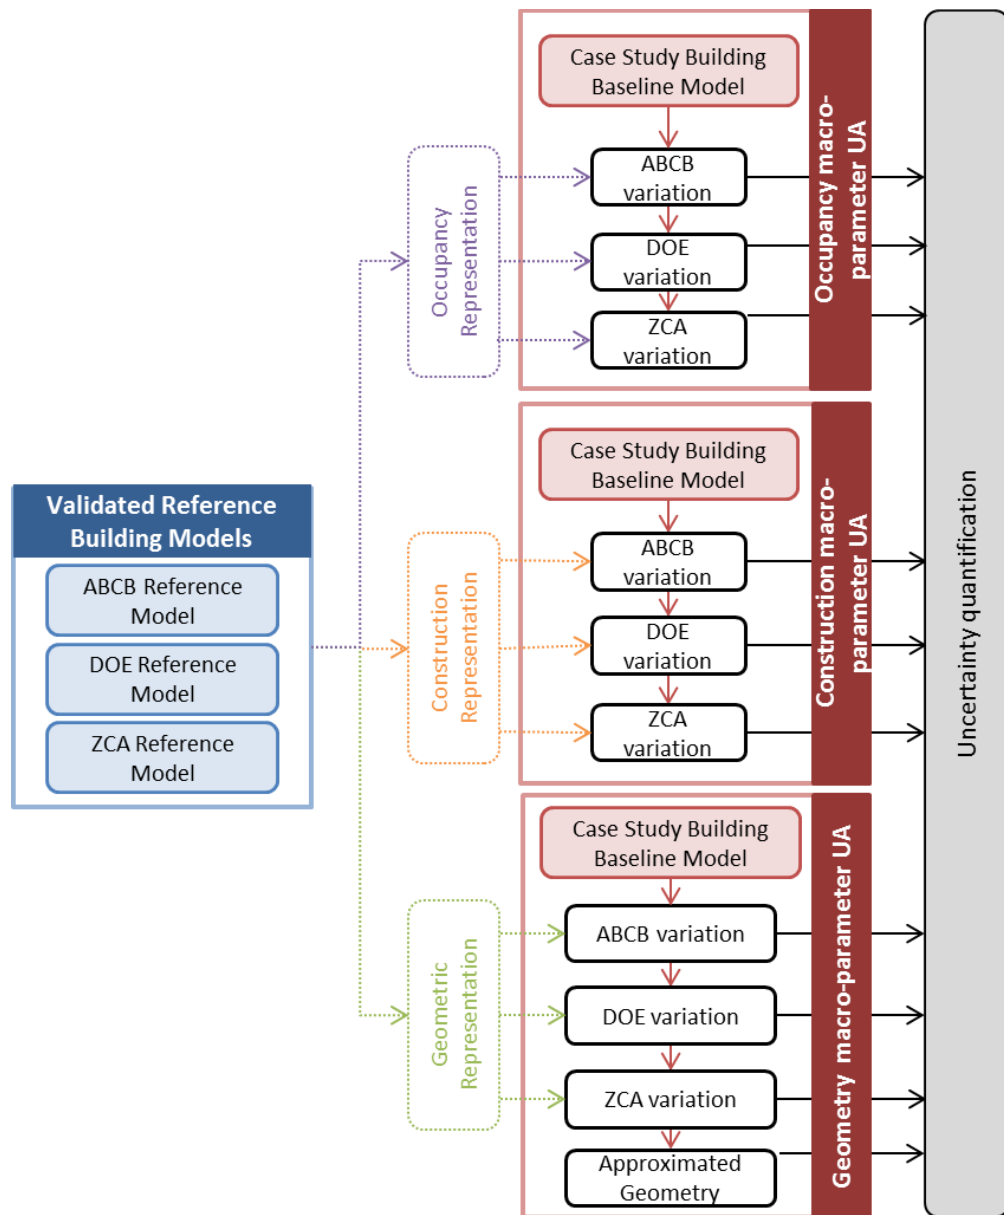 Validated Reference
Building Models
ABCB Reference
Model
DOE Reference
Model
ZCA Reference
Model
Occupancy
Representation
Construction
Representation
Geometric
Representation
Case Study Building
Baseline Model
ABCB
variation
DOE
variation
ZCA
variation
Occupancy macro-
parameter UA
Case Study Building
Baseline Model
ABCB
variation
DOE
variation
ZCA
variation
Construction macro-
parameter UA
Case Study Building
Baseline Model
ABCB variation
DOE variation
ZCA variation
Approximated
Geometry
Geometry macro-parameter UA
Uncertainty quantification